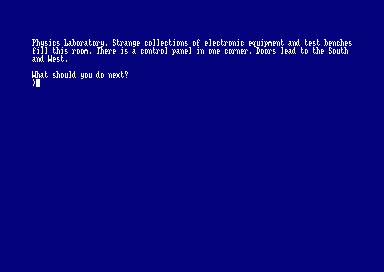 Physics Laboratory. Strange collections of electronic equipment and test benches
fill this room. There is a control panel in one corner. Doors lead to the South
and West.
What should you do next?
)